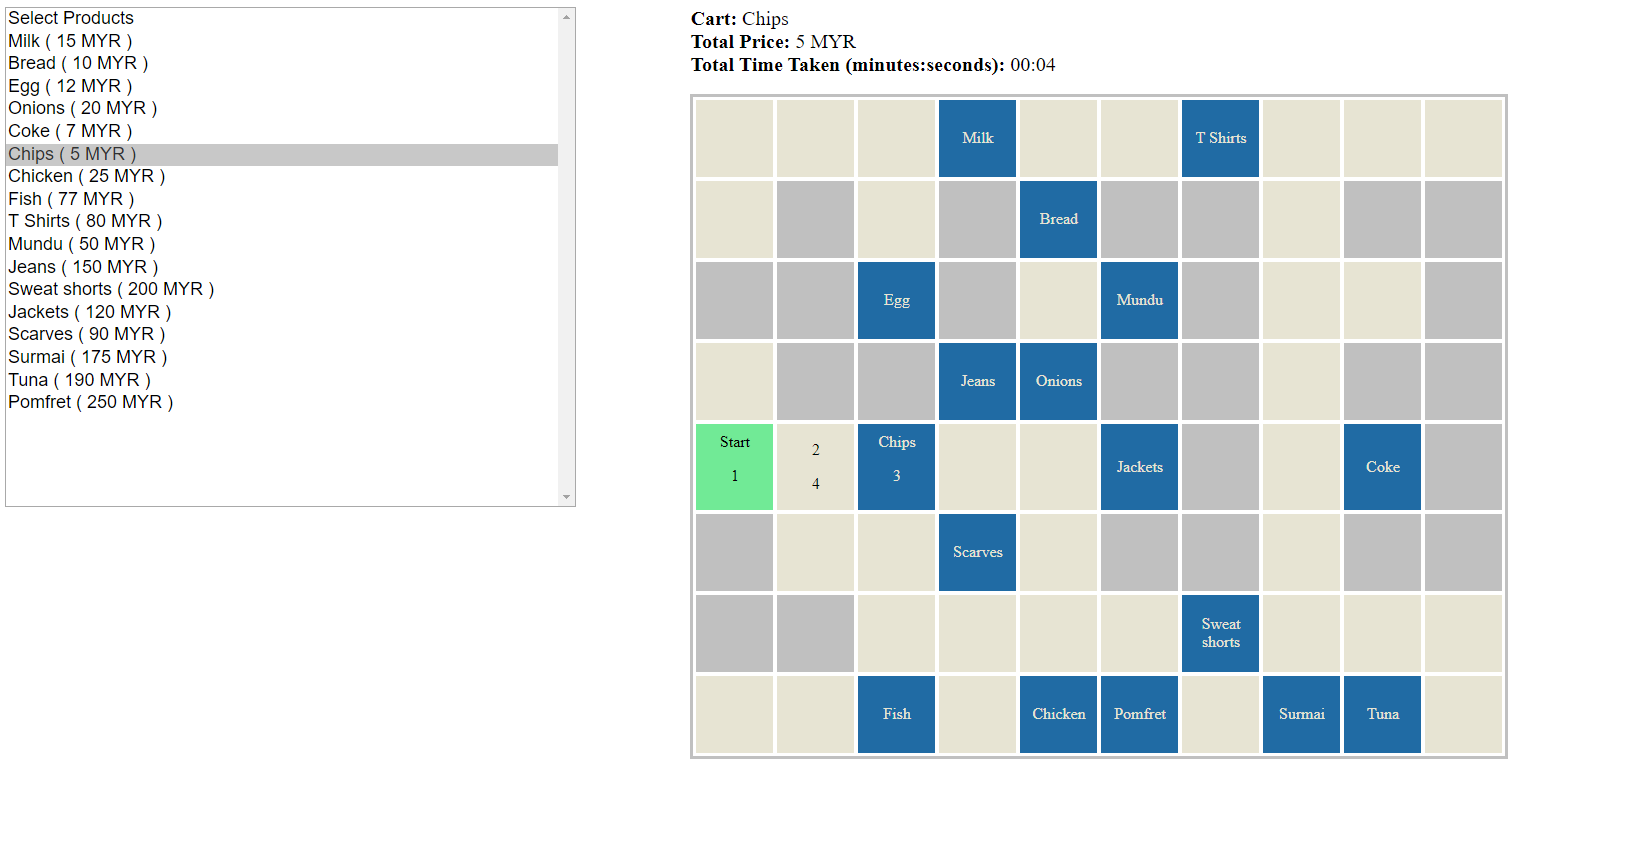 Select Products
Milk ( 15 MYR )
Bread ( 10 MYR )
Egg ( 12 MYR )
Onions ( 20 MYR )
Coke ( 7 MYR )
Chips ( 5 MYR )
Chicken ( 25 MYR )
Fish ( 77 MYR )
T Shirts ( 80 MYR )
Mundu ( 50 MYR )
Jeans ( 150 MYR )
Sweat shorts ( 200 MYR )
Jackets ( 120 MYR )
Scarves ( 90 MYR )
Surmai ( 175 MYR )
Tuna ( 190 MYR )
Pomfret ( 250 MYR )
Cart: Chips
Total Price: 5 MYR
Total Time Taken (minutes:seconds): 00:04
Milk
T Shirts
Bread
Egg
Mundu
Jeans
Onions
Start
1
2
4
Chips
3
Jackets
Coke
Scarves
Sweat
shorts
Fish
Chicken
Pomfret
Surmai
Tuna